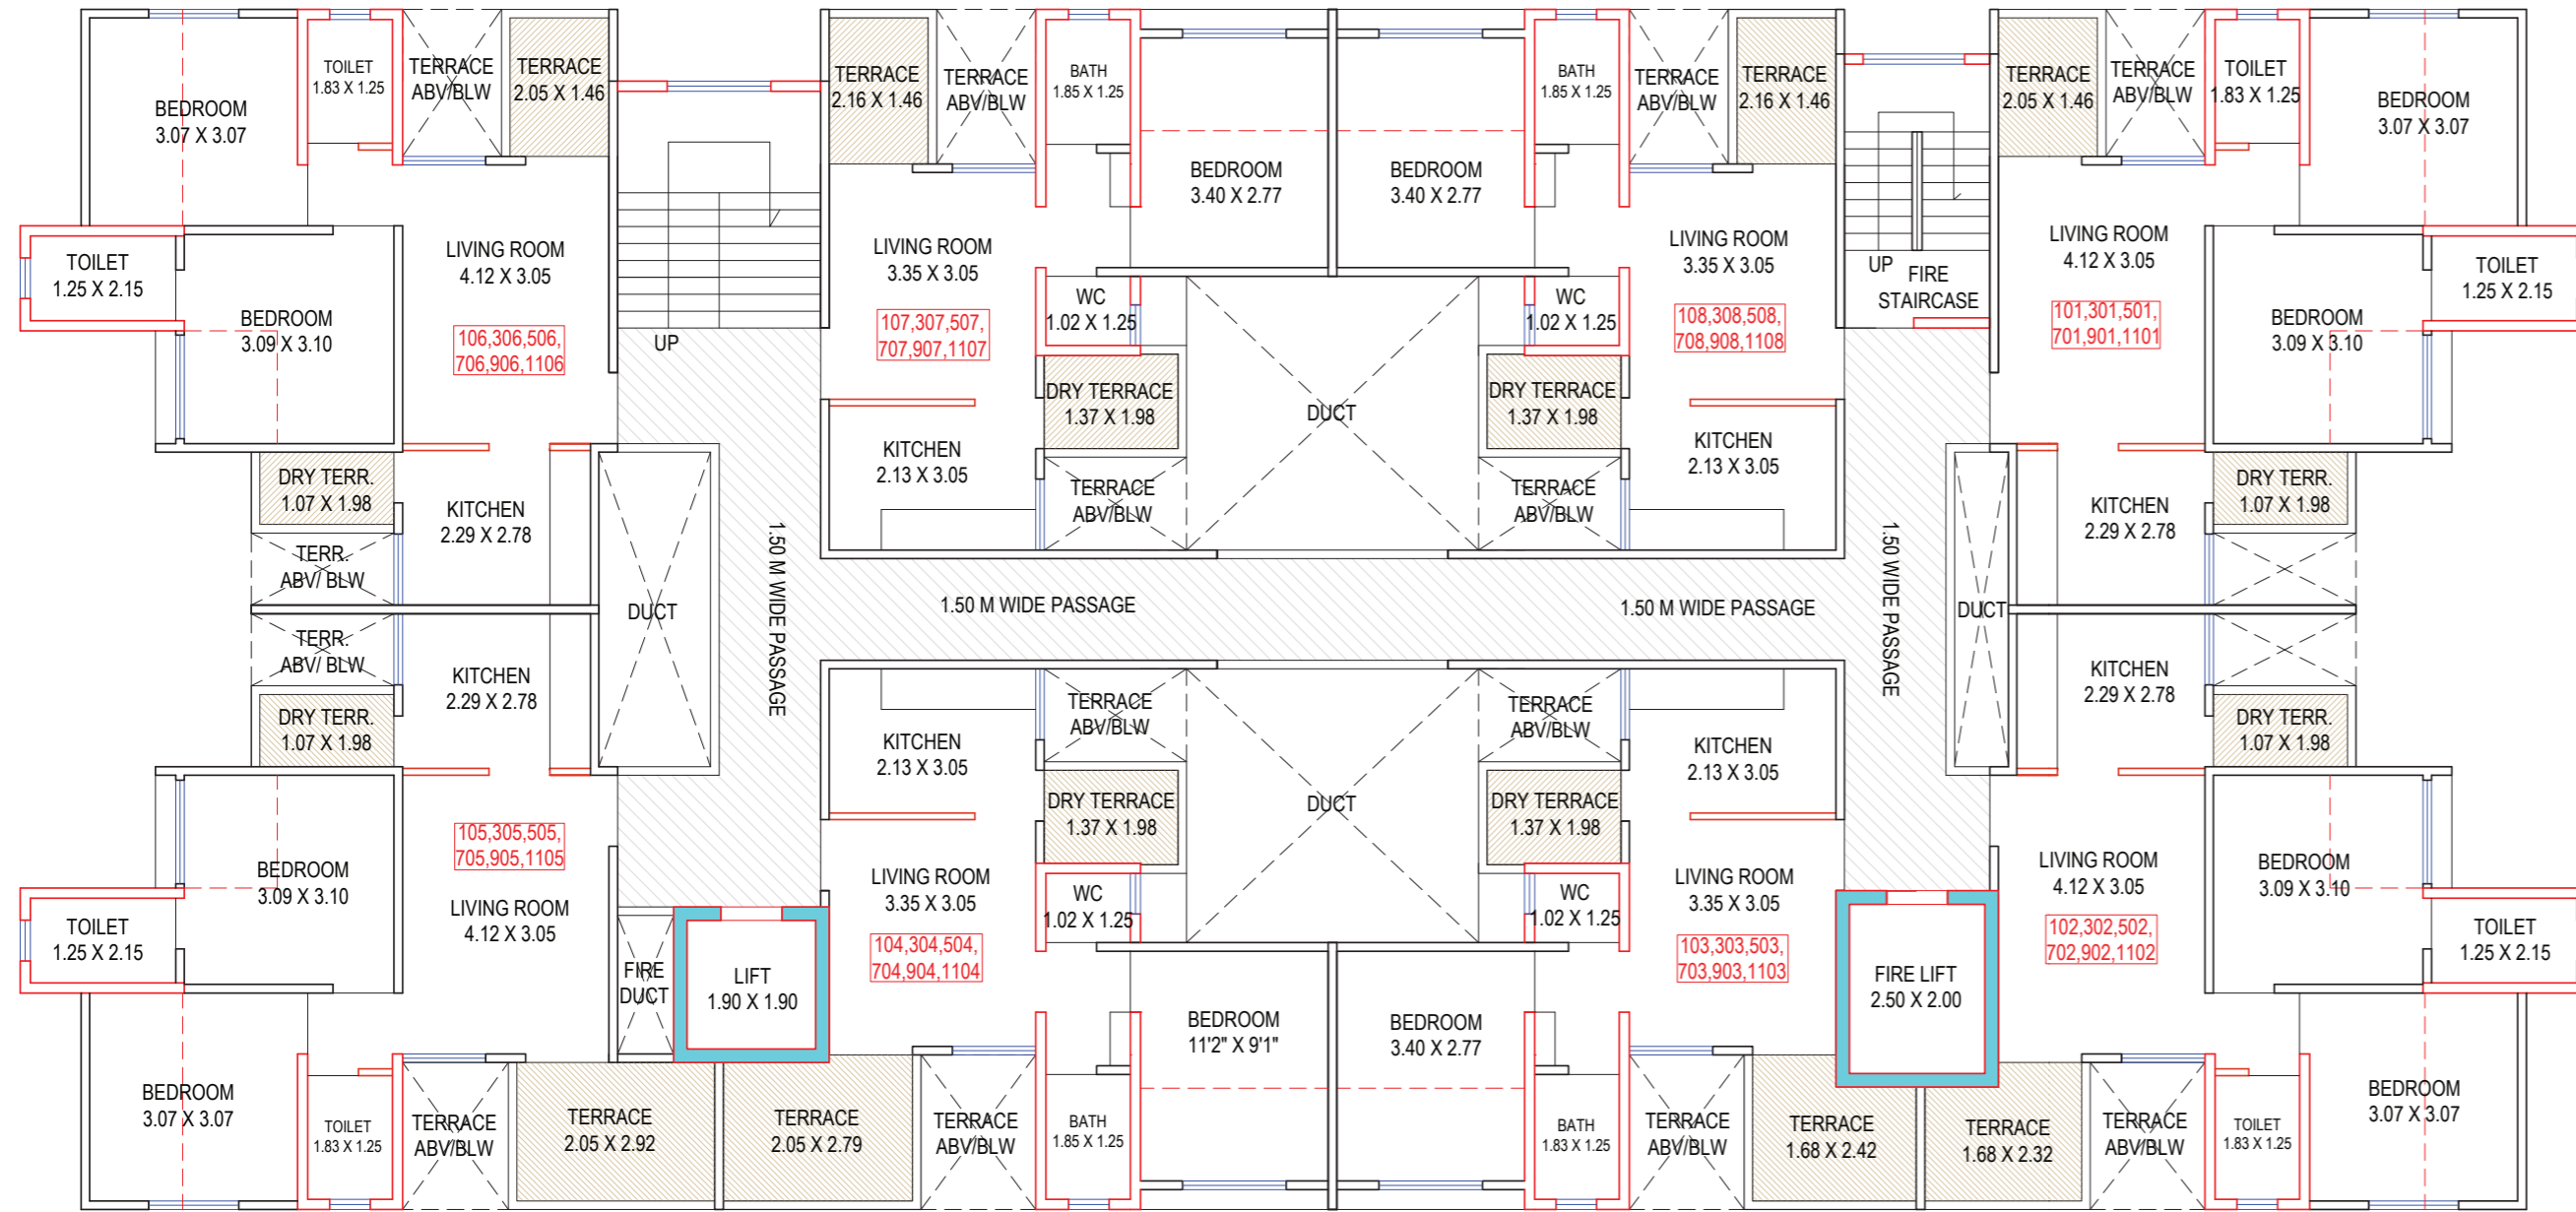 BEDROOM
3.07 X 3.07
TOILET
1.83 X 1.25
TERRACE
ABV/BLW
TERRACE
2.05 X 1.46
TOILET
1.25 X 2.15
BEDROOM
3.09 X 3.10
LIVING ROOM
4.12 X 3.05
106,306,506,
706,906,1106
UP
DRY TERR.
1.07 X 1.98
KITCHEN
2.29 X 2.78
TERR.
ABV/ BLW
DUCT
1.50 M WIDE PASSAGE
TERRACE
2.16 X 1.46
TERRACE
ABV/BLW
BATH
1.85 X 1.25
BEDROOM
3.40 X 2.77
LIVING ROOM
3.35 X 3.05
107,307,507,
707,907,1107
WC
1.02 X 1.25
DRY TERRACE
1.37 X 1.98
KITCHEN
2.13 X 3.05
TERRACE
ABV/BLW
DUCT
BEDROOM
3.40 X 2.77
BATH
1.85 X 1.25
TERRACE
ABV/BLW
TERRACE
2.16 X 1.46
LIVING ROOM
3.35 X 3.05
108,308,508,
708,908,1108
WC
1.02 X 1.25
DRY TERRACE
1.37 X 1.98
KITCHEN
2.13 X 3.05
TERRACE
ABV/BLW
UP
FIRE
STAIRCASE
TERRACE
2.05 X 1.46
TERRACE
ABV/BLW
TOILET
1.83 X 1.25
BEDROOM
3.07 X 3.07
LIVING ROOM
4.12 X 3.05
101,301,501,
701,901,1101
BEDROOM
3.09 X 3.10
TOILET
1.25 X 2.15
DRY TERR.
1.07 X 1.98
KITCHEN
2.29 X 2.78
1.50 WIDE PASSAGE
DUCT
1.50 M WIDE PASSAGE
1.50 M WIDE PASSAGE
TERR.
ABV/ BLW
KITCHEN
2.29 X 2.78
DRY TERR.
1.07 X 1.98
105,305,505,
705,905,1105
BEDROOM
3.09 X 3.10
LIVING ROOM
4.12 X 3.05
TOILET
1.25 X 2.15
FIRE
DUCT
LIFT
1.90 X 1.90
BEDROOM
3.07 X 3.07
TOILET
1.83 X 1.25
TERRACE
ABV/BLW
TERRACE
2.05 X 2.92
TERRACE
ABV/BLW
KITCHEN
2.13 X 3.05
DRY TERRACE
1.37 X 1.98
DUCT
LIVING ROOM
3.35 X 3.05
WC
1.02 X 1.25
104,304,504,
704,904,1104
BEDROOM
11'2" X 9'1"
TERRACE
2.05 X 2.79
TERRACE
ABV/BLW
BATH
1.85 X 1.25
TERRACE
ABV/BLW
KITCHEN
2.13 X 3.05
DRY TERRACE
1.37 X 1.98
WC
1.02 X 1.25
LIVING ROOM
3.35 X 3.05
103,303,503,
703,903,1103
BEDROOM
3.40 X 2.77
BATH
1.83 X 1.25
TERRACE
ABV/BLW
TERRACE
1.68 X 2.42
FIRE LIFT
2.50 X 2.00
KITCHEN
2.29 X 2.78
DRY TERR.
1.07 X 1.98
LIVING ROOM
4.12 X 3.05
102,302,502,
702,902,1102
BEDROOM
3.09 X 3.10
TOILET
1.25 X 2.15
TERRACE
1.68 X 2.32
TERRACE
ABV/BLW
TOILET
1.83 X 1.25
BEDROOM
3.07 X 3.07